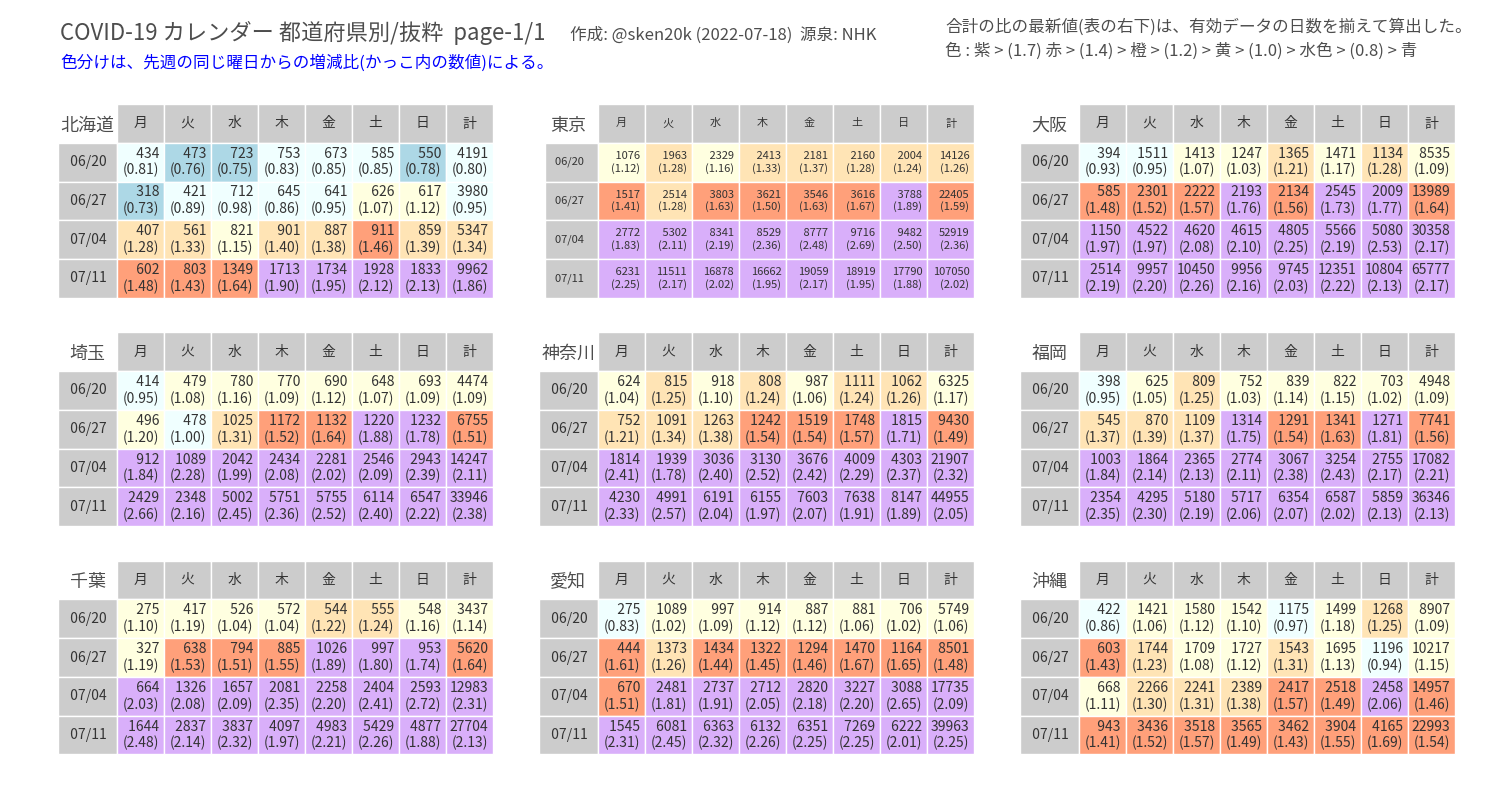 COVID-19 カレンダー 都道府県別/抜粋 page-1/1
作成: @sken20k (2022-07-18) 源泉: NHK
合計の比の最新値(表の右下)は、有効データの日数を揃えて算出した。
色分けは、先週の同じ曜日からの増減比(かっこ内の数値)による。
色 : 紫 > (1.7) 赤 > (1.4) > 橙 > (1.2) > 黄 > (1.0) > 水色 > (0.8) > 青
北海道 月 火 水 木 金 土 日 計
06/20 434 473 723 753 673 585 550 4191
(0.81) (0.76) (0.75) (0.83) (0.85) (0.85) (0.78) (0.80)
06/27 318 421 712 645 641 626 617 3980
(0.73) (0.89) (0.98) (0.86) (0.95) (1.07) (1.12) (0.95)
07/04 407 561 821 901 887 911 859 5347
(1.28) (1.33) (1.15) (1.40) (1.38) (1.46) (1.39) (1.34)
07/11 602 803 1349 1713 1734 1928 1833 9962
(1.48) (1.43) (1.64) (1.90) (1.95) (2.12) (2.13) (1.86)
東京 月 火 水 木 金 土 日 計
06/20 1076 1963 2329 2413 2181 2160 2004 14126
(1.12) (1.28) (1.16) (1.33) (1.37) (1.28) (1.24) (1.26)
06/27 1517 2514 3803 3621 3546 3616 3788 22405
(1.41) (1.28) (1.63) (1.50) (1.63) (1.67) (1.89) (1.59)
07/04 2772 5302 8341 8529 8777 9716 9482 52919
(1.83) (2.11) (2.19) (2.36) (2.48) (2.69) (2.50) (2.36)
07/11 6231 11511 16878 16662 19059 18919 17790 107050
(2.25) (2.17) (2.02) (1.95) (2.17) (1.95) (1.88) (2.02)
大阪 月 火 水 木 金 土 日 計
06/20 394 1511 1413 1247 1365 1471 1134 8535
(0.93) (0.95) (1.07) (1.03) (1.21) (1.17) (1.28) (1.09)
06/27 585 2301 2222 2193 2134 2545 2009 13989
(1.48) (1.52) (1.57) (1.76) (1.56) (1.73) (1.77) (1.64)
07/04 1150 4522 4620 4615 4805 5566 5080 30358
(1.97) (1.97) (2.08) (2.10) (2.25) (2.19) (2.53) (2.17)
07/11 2514 9957 10450 9956 9745 12351 10804 65777
(2.19) (2.20) (2.26) (2.16) (2.03) (2.22) (2.13) (2.17)
埼玉 月 火 水 木 金 土 日 計
06/20 414 479 780 770 690 648 693 4474
(0.95) (1.08) (1.16) (1.09) (1.12) (1.07) (1.09) (1.09)
06/27 496 478 1025 1172 1132 1220 1232 6755
(1.20) (1.00) (1.31) (1.52) (1.64) (1.88) (1.78) (1.51)
07/04 912 1089 2042 2434 2281 2546 2943 14247
(1.84) (2.28) (1.99) (2.08) (2.02) (2.09) (2.39) (2.11)
07/11 2429 2348 5002 5751 5755 6114 6547 33946
(2.66) (2.16) (2.45) (2.36) (2.52) (2.40) (2.22) (2.38)
神奈川 月 火 水 木 金 土 日 計
06/20 624 815 918 808 987 1111 1062 6325
(1.04) (1.25) (1.10) (1.24) (1.06) (1.24) (1.26) (1.17)
06/27 752 1091 1263 1242 1519 1748 1815 9430
(1.21) (1.34) (1.38) (1.54) (1.54) (1.57) (1.71) (1.49)
07/04 1814 1939 3036 3130 3676 4009 4303 21907
(2.41) (1.78) (2.40) (2.52) (2.42) (2.29) (2.37) (2.32)
07/11 4230 4991 6191 6155 7603 7638 8147 44955
(2.33) (2.57) (2.04) (1.97) (2.07) (1.91) (1.89) (2.05)
福岡 月 火 水 木 金 土 日 計
06/20 398 625 809 752 839 822 703 4948
(0.95) (1.05) (1.25) (1.03) (1.14) (1.15) (1.02) (1.09)
06/27 545 870 1109 1314 1291 1341 1271 7741
(1.37) (1.39) (1.37) (1.75) (1.54) (1.63) (1.81) (1.56)
07/04 1003 1864 2365 2774 3067 3254 2755 17082
(1.84) (2.14) (2.13) (2.11) (2.38) (2.43) (2.17) (2.21)
07/11 2354 4295 5180 5717 6354 6587 5859 36346
(2.35) (2.30) (2.19) (2.06) (2.07) (2.02) (2.13) (2.13)
千葉 月 火 水 木 金 土 日 計
06/20 275 417 526 572 544 555 548 3437
(1.10) (1.19) (1.04) (1.04) (1.22) (1.24) (1.16) (1.14)
06/27 327 638 794 885 1026 997 953 5620
(1.19) (1.53) (1.51) (1.55) (1.89) (1.80) (1.74) (1.64)
07/04 664 1326 1657 2081 2258 2404 2593 12983
(2.03) (2.08) (2.09) (2.35) (2.20) (2.41) (2.72) (2.31)
07/11 1644 2837 3837 4097 4983 5429 4877 27704
(2.48) (2.14) (2.32) (1.97) (2.21) (2.26) (1.88) (2.13)
愛知 月 火 水 木 金 土 日 計
06/20 275 1089 997 914 887 881 706 5749
(0.83) (1.02) (1.09) (1.12) (1.12) (1.06) (1.02) (1.06)
06/27 444 1373 1434 1322 1294 1470 1164 8501
(1.61) (1.26) (1.44) (1.45) (1.46) (1.67) (1.65) (1.48)
07/04 670 2481 2737 2712 2820 3227 3088 17735
(1.51) (1.81) (1.91) (2.05) (2.18) (2.20) (2.65) (2.09)
07/11 1545 6081 6363 6132 6351 7269 6222 39963
(2.31) (2.45) (2.32) (2.26) (2.25) (2.25) (2.01) (2.25)
沖縄 月 火 水 木 金 土 日 計
06/20 422 1421 1580 1542 1175 1499 1268 8907
(0.86) (1.06) (1.12) (1.10) (0.97) (1.18) (1.25) (1.09)
06/27 603 1744 1709 1727 1543 1695 1196 10217
(1.43) (1.23) (1.08) (1.12) (1.31) (1.13) (0.94) (1.15)
07/04 668 2266 2241 2389 2417 2518 2458 14957
(1.11) (1.30) (1.31) (1.38) (1.57) (1.49) (2.06) (1.46)
07/11 943 3436 3518 3565 3462 3904 4165 22993
(1.41) (1.52) (1.57) (1.49) (1.43) (1.55) (1.69) (1.54)